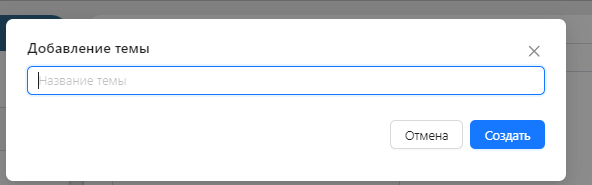 Добавление темы
Название темы
Отмена
Создать